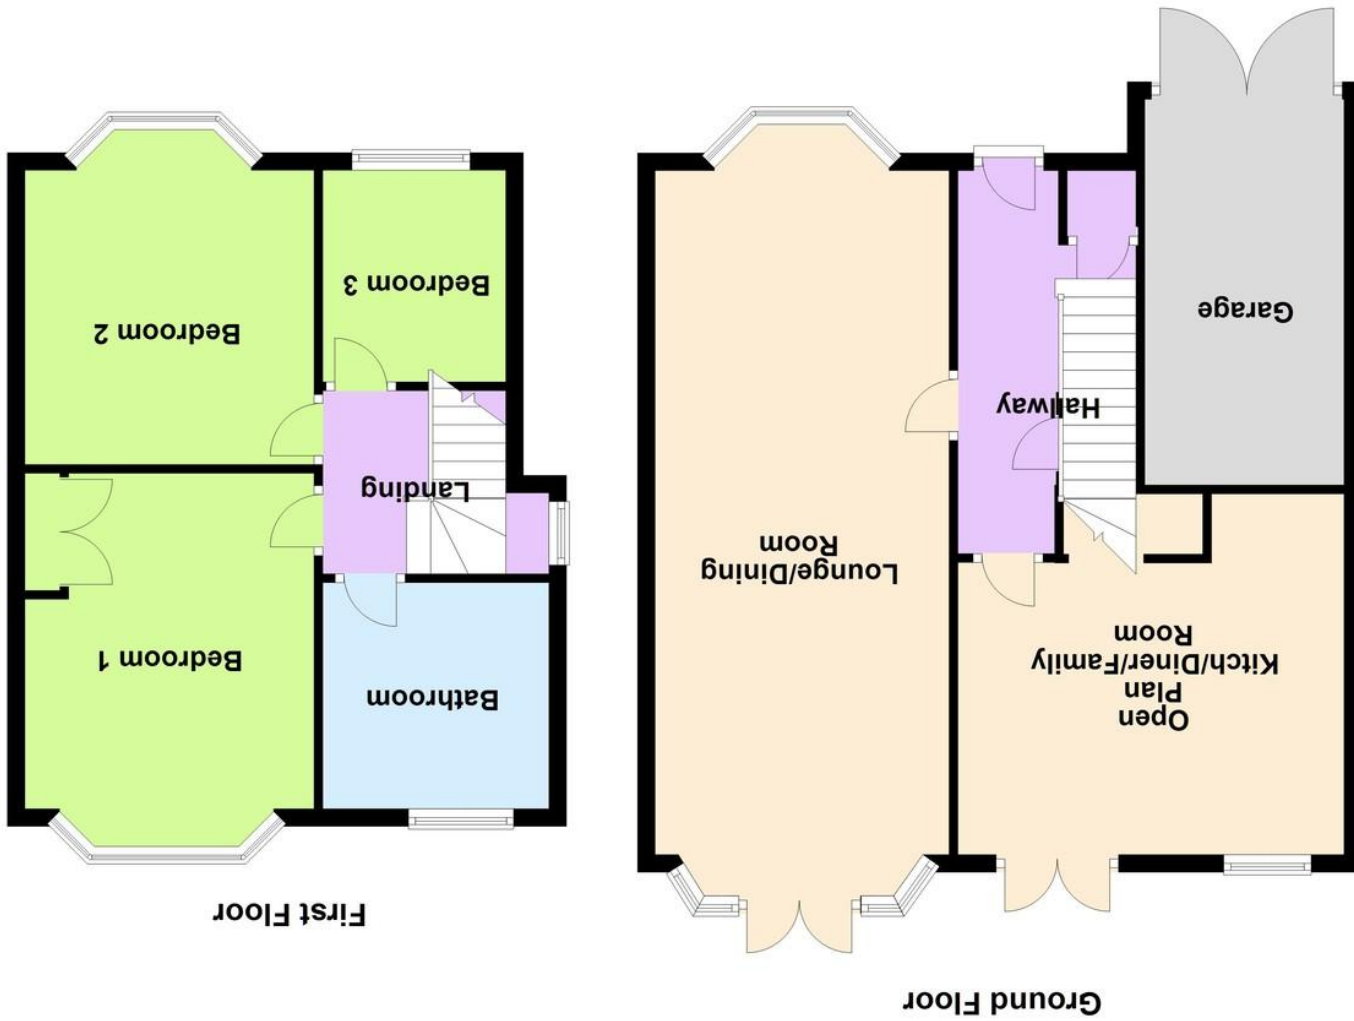 Ground Floor
Open
Plan
Kitch/Diner/Family
Room
Lounge/Dining
Room
Hallway
Garage
First Floor
Bathroom
Bedroom 1
Landing
Bedroom 2
Bedroom 3